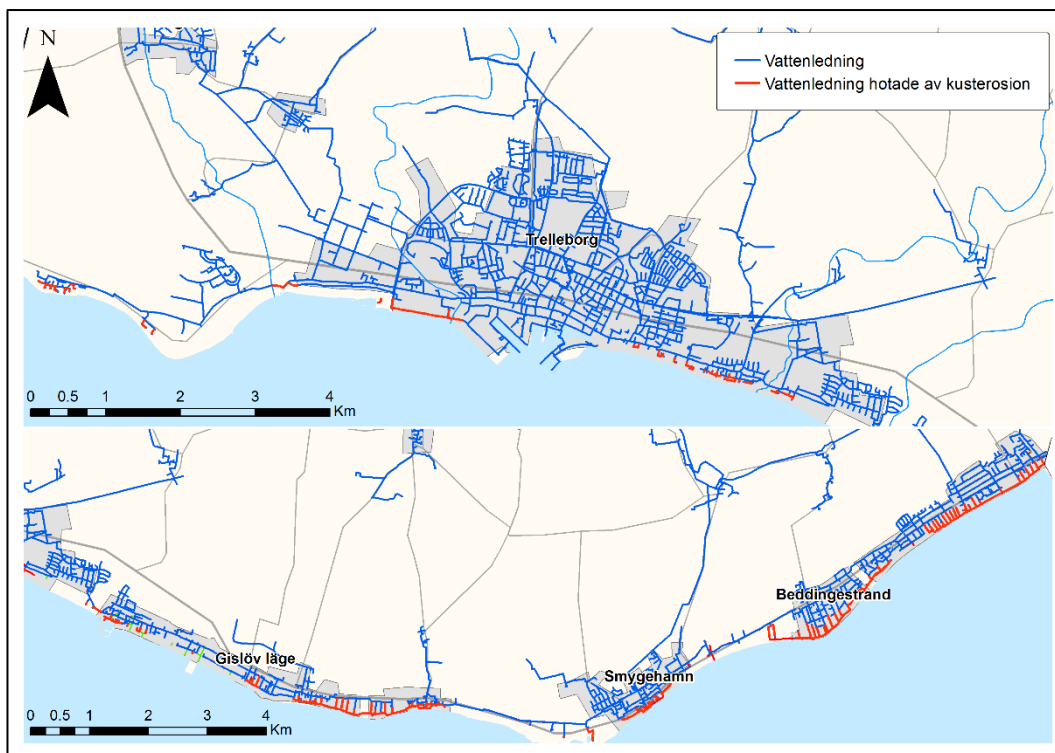 N
Vattenledning
Vattenledning hotade av kusterosion
Trelleborg
0 0.5 1 2 3 4
Km
Gislöv läge
Smygehamn
Beddingestrand
0 0.5 1 2 3 4
Km